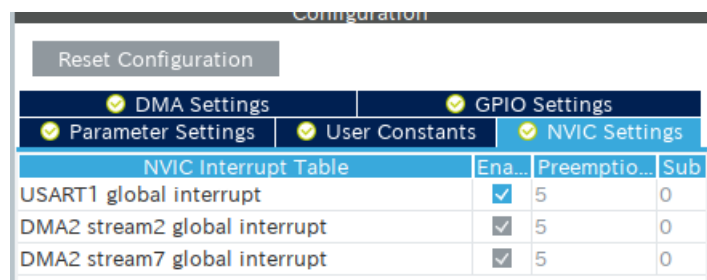 Configuration
Reset Configuration
DMA Settings GPIO Settings
Parameter Settings User Constants NVIC Settings
NVIC Interrupt Table Ena... Preemptio... Sub
USART1 global interrupt 5 0
DMA2 stream2 global interrupt 5 0
DMA2 stream7 global interrupt 5 0